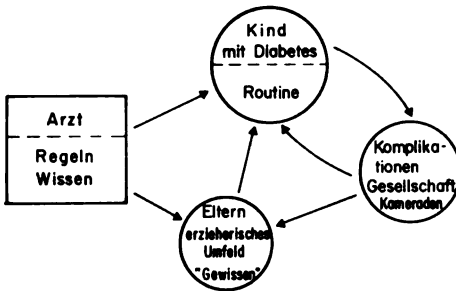 Kind
mit Diabetes
Routine
Arzt
Regeln
Wissen
Komplika-
tionen
Gesellschaft
Kameraden
Eltern
erzieherisches
Umfeld
"Gewissen"